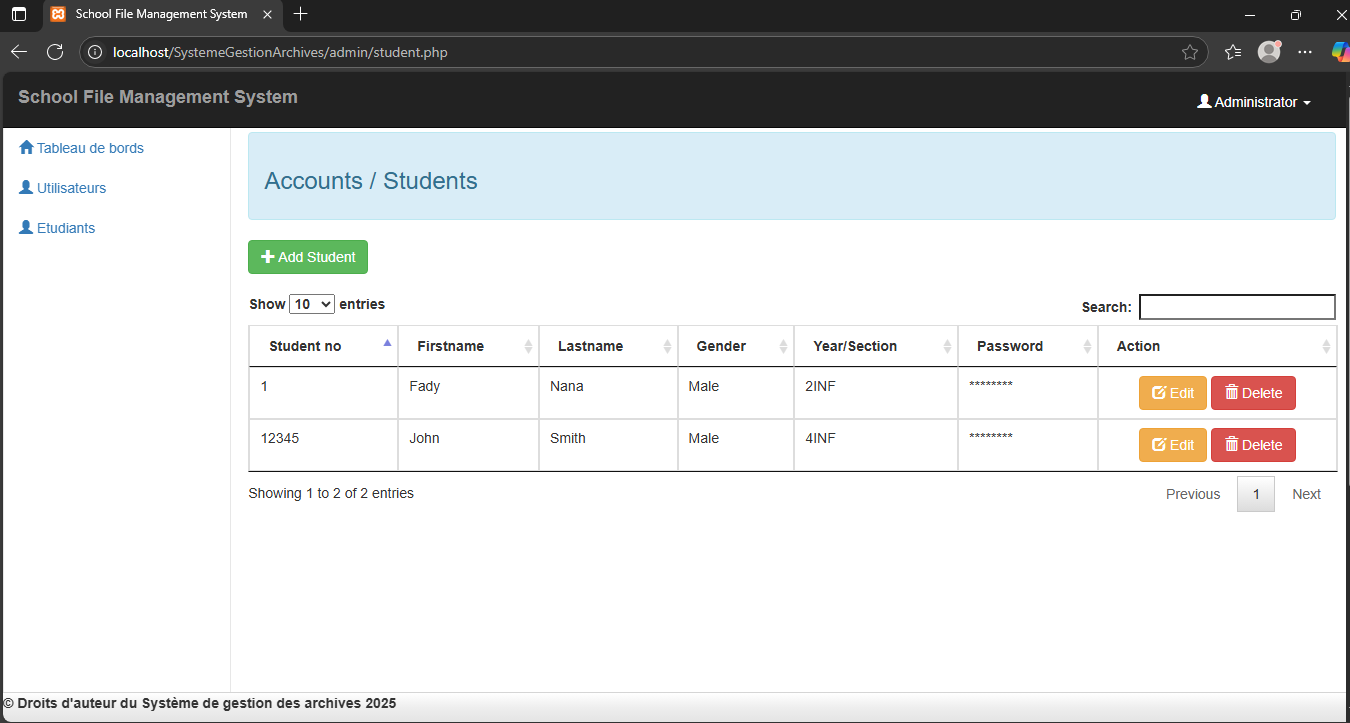 School File Management System
localhost/SystemeGestionArchives/admin/student.php
School File Management System
Administrator
Tableau de bords
Utilisateurs
Etudiants
Accounts / Students
Add Student
Show 10 entries
Search:
Student no Firstname Lastname Gender Year/Section Password Action
1 Fady Nana Male 2INF ******** Edit Delete
12345 John Smith Male 4INF ******** Edit Delete
Showing 1 to 2 of 2 entries
Previous 1 Next
© Droits d'auteur du Système de gestion des archives 2025